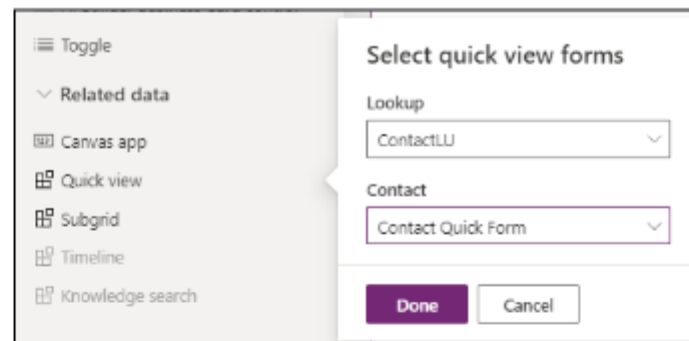 Toggle
Related data
Canvas app
Quick view
Subgrid
Timeline
Knowledge search
Select quick view forms
Lookup
ContactLU
Contact
Contact Quick Form
Done
Cancel